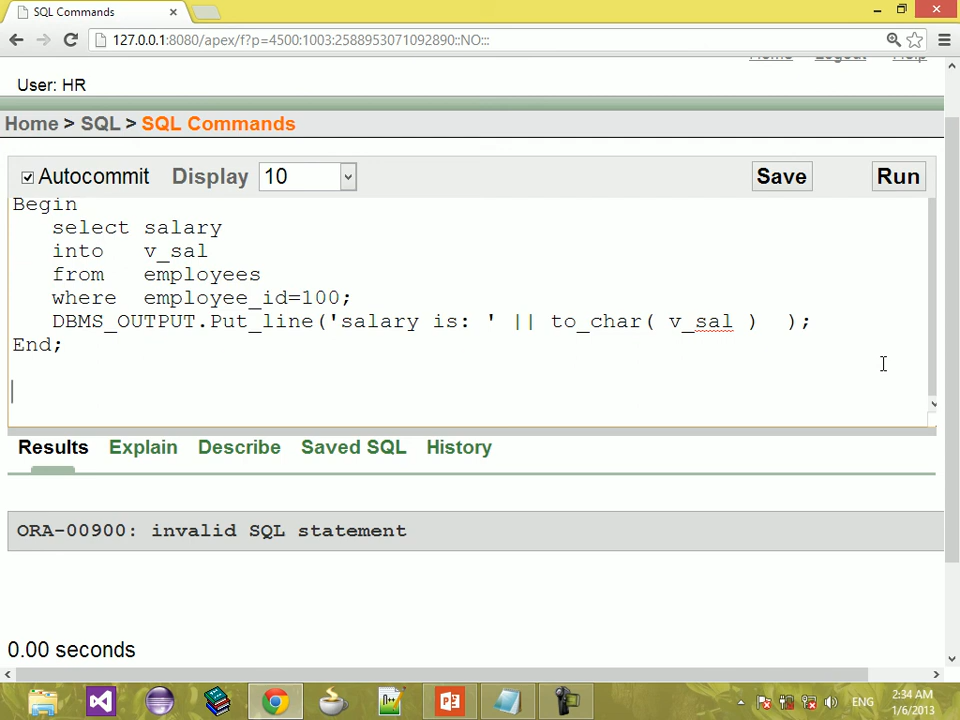 SQL Commands
127.0.0.1:8080/apex/f?p=4500:1003:2588953071092890::NO:::
Home Logout Help
User: HR
Home > SQL > SQL Commands
Autocommit Display 10 Save Run
Begin
select salary
into v_sal
from employees
where employee_id=100;
DBMS_OUTPUT.Put_line('salary is: ' || to_char( v_sal ) );
End;
Results Explain Describe Saved SQL History
ORA-00900: invalid SQL statement
0.00 seconds
ENG
2:34 AM
1/6/2013